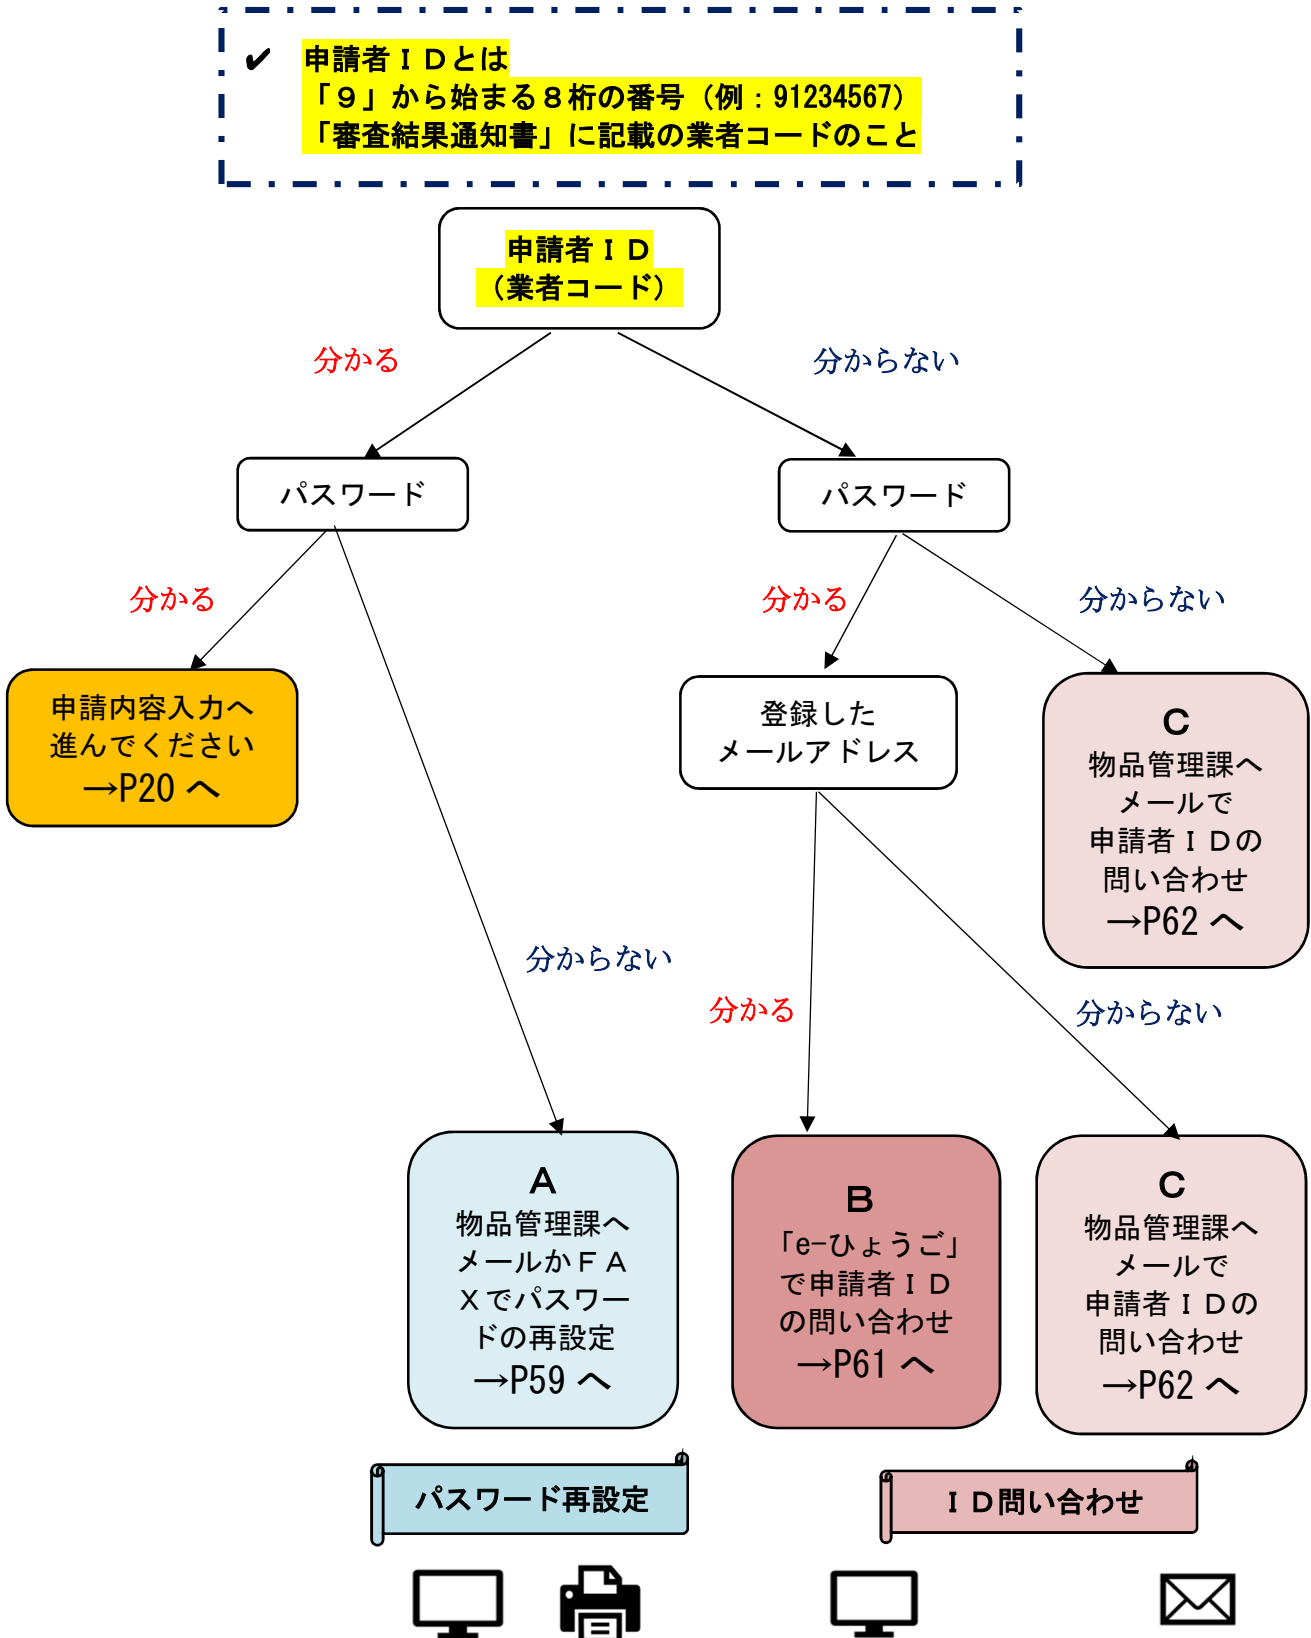 ✔ 申請者ＩＤとは
「９」から始まる８桁の番号（例：91234567）
「審査結果通知書」に記載の業者コードのこと
申請者ＩＤ
（業者コード）
分かる
分からない
パスワード
パスワード
分かる
分かる
分からない
申請内容入力へ
進んでください
→P20 へ
登録した
メールアドレス
Ｃ
物品管理課へ
メールで
申請者ＩＤの
問い合わせ
→P62 へ
分からない
分かる
分からない
Ａ
物品管理課へ
メールかＦＡ
Ｘでパスワー
ドの再設定
→P59 へ
Ｂ
「e-ひょうご」
で申請者ＩＤ
の問い合わせ
→P61 へ
Ｃ
物品管理課へ
メールで
申請者ＩＤの
問い合わせ
→P62 へ
パスワード再設定
ＩＤ問い合わせ